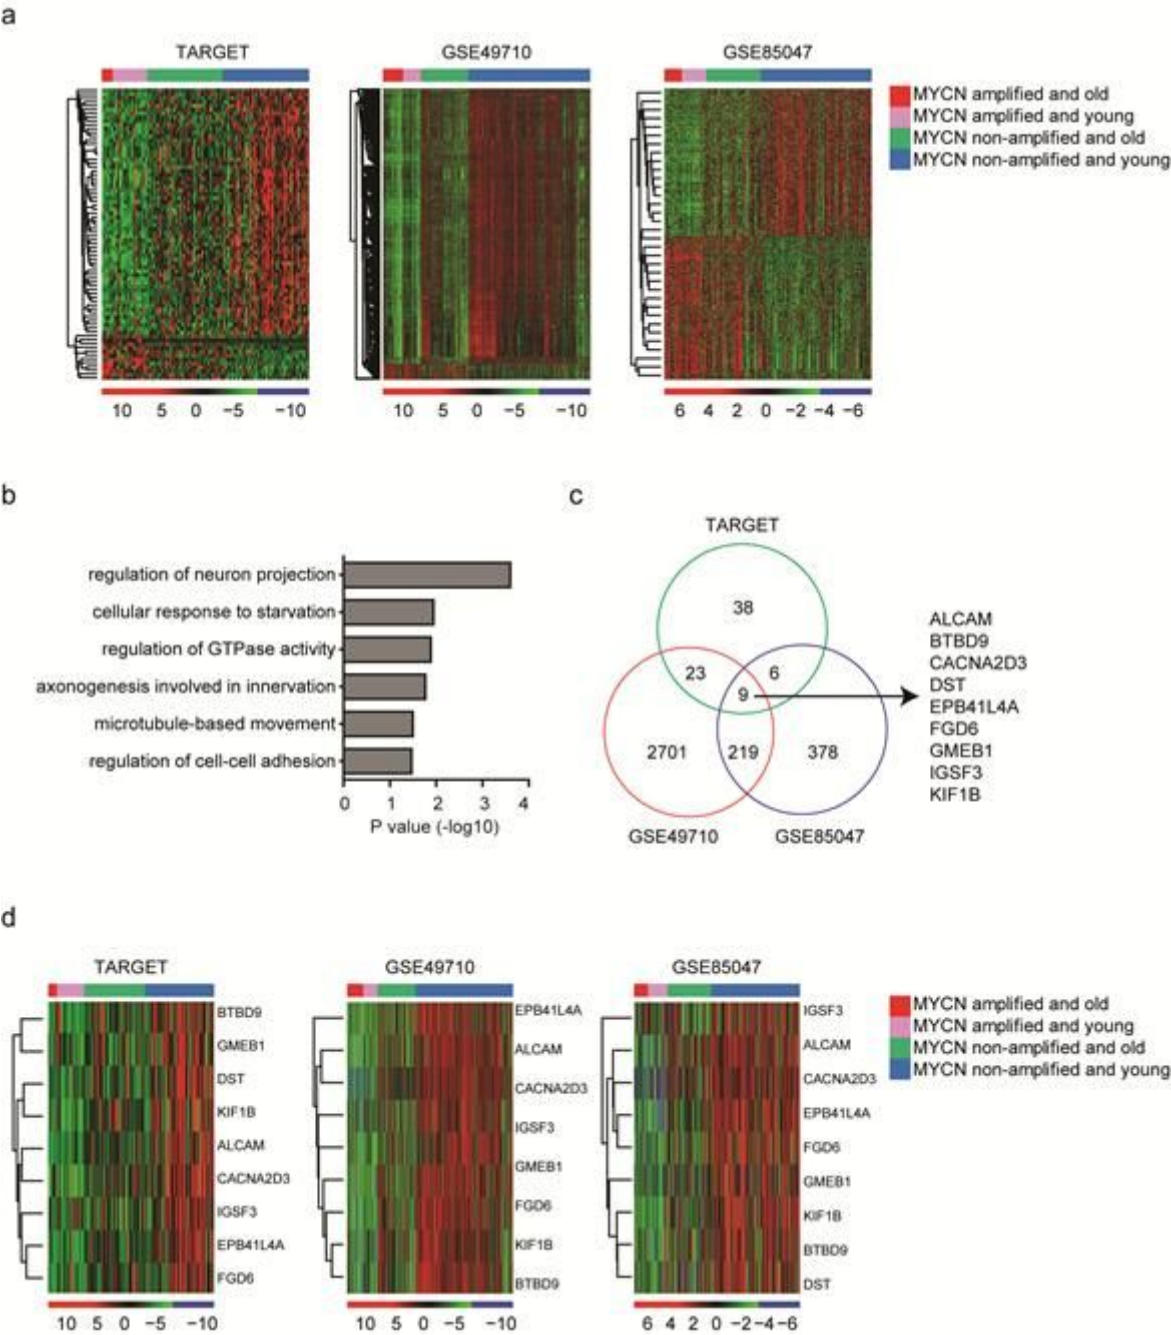 a
TARGET
GSE49710
GSE85047
MYCN amplified and old
MYCN amplified and young
MYCN non-amplified and old
MYCN non-amplified and young
10 5 0 −5 −10
10 5 0 −5 −10
6 4 2 0 −2 −4 −6
b
regulation of neuron projection
cellular response to starvation
regulation of GTPase activity
axonogenesis involved in innervation
microtubule-based movement
regulation of cell-cell adhesion
0 1 2 3 4
P value (-log10)
c
TARGET
38
23
6
9
2701
219
378
GSE49710
GSE85047
ALCAM
BTBD9
CACNA2D3
DST
EPB41L4A
FGD6
GMEB1
IGSF3
KIF1B
d
TARGET
BTBD9
GMEB1
DST
KIF1B
ALCAM
CACNA2D3
IGSF3
EPB41L4A
FGD6
10 5 0 −5 −10
GSE49710
EPB41L4A
ALCAM
CACNA2D3
IGSF3
GMEB1
FGD6
KIF1B
BTBD9
10 5 0 −5 −10
GSE85047
IGSF3
ALCAM
CACNA2D3
EPB41L4A
FGD6
GMEB1
KIF1B
BTBD9
DST
6 4 2 0 −2−4−6
MYCN amplified and old
MYCN amplified and young
MYCN non-amplified and old
MYCN non-amplified and young